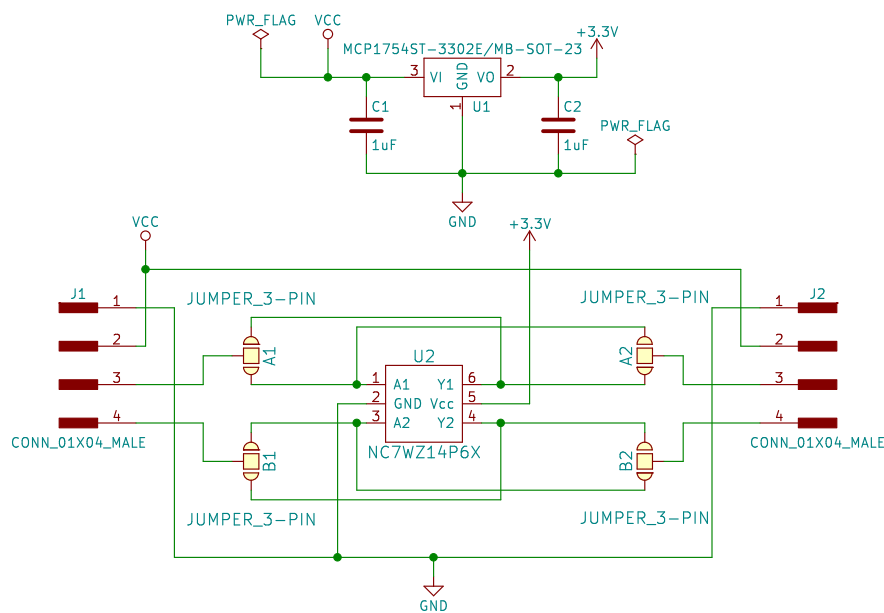 PWR_FLAG
VCC
+3.3V
MCP1754ST-3302E/MB-SOT-23
3
VI
GND
VO
2
1
U1
C1
1uF
C2
1uF
PWR_FLAG
GND
VCC
+3.3V
J1
JUMPER_3-PIN
JUMPER_3-PIN
J2
1
1
2
U2
2
A1
A2
3
1
A1
Y1
6
3
2
GND
Vcc
5
4
3
A2
Y2
4
4
CONN_01X04_MALE
B1
NC7WZ14P6X
B2
CONN_01X04_MALE
JUMPER_3-PIN
JUMPER_3-PIN
GND